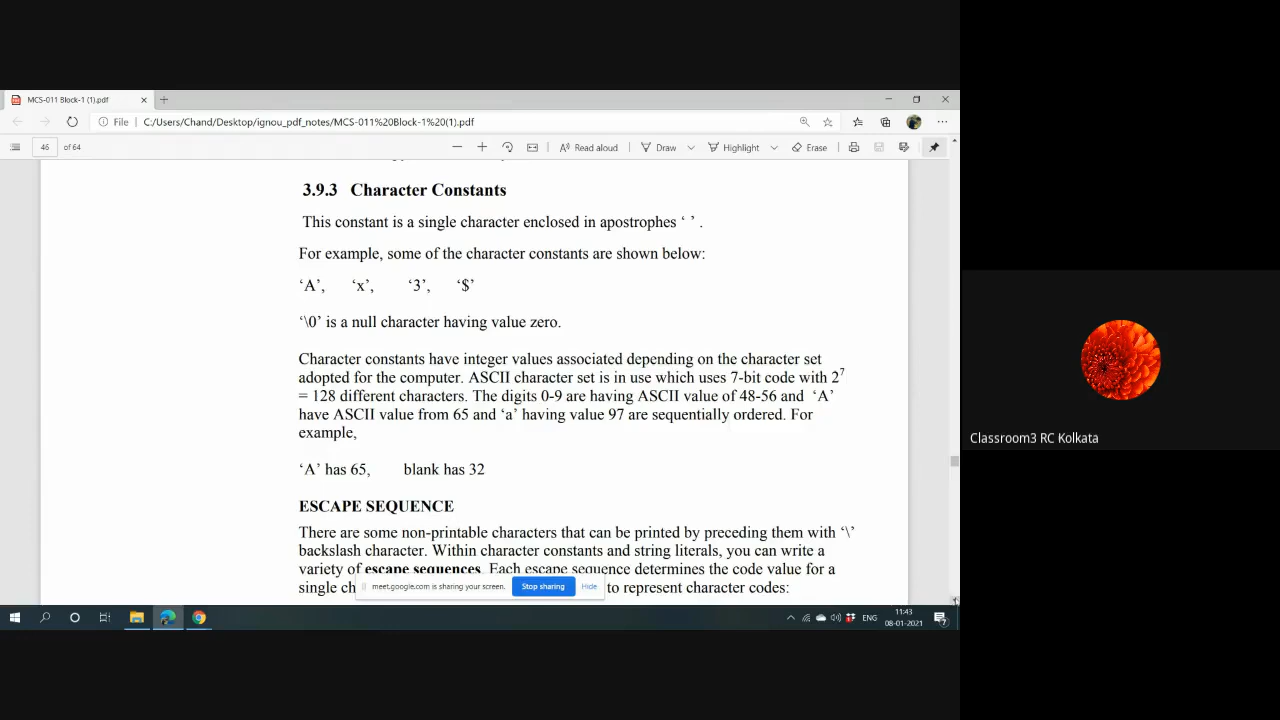 MCS-011 Block-1 (1).pdf
File
C:/Users/Chand/Desktop/ignou_pdf_notes/MCS-011%20Block-1%20(1).pdf
46 of 64
Read aloud
Draw
Highlight
Erase
3.9.3 Character Constants
This constant is a single character enclosed in apostrophes ‘ ’ .
For example, some of the character constants are shown below:
‘A’, ‘x’, ‘3’, ‘$’
‘\0’ is a null character having value zero.
Character constants have integer values associated depending on the character set
adopted for the computer. ASCII character set is in use which uses 7-bit code with 2⁷
= 128 different characters. The digits 0-9 are having ASCII value of 48-56 and ‘A’
have ASCII value from 65 and ‘a’ having value 97 are sequentially ordered. For
example,
‘A’ has 65, blank has 32
ESCAPE SEQUENCE
There are some non-printable characters that can be printed by preceding them with ‘\’
backslash character. Within character constants and string literals, you can write a
variety of escape sequences. Each escape sequence determines the code value for a
single ch
to represent character codes:
meet.google.com is sharing your screen.
Stop sharing
Hide
ENG
11:43
08-01-2021
Classroom3 RC Kolkata